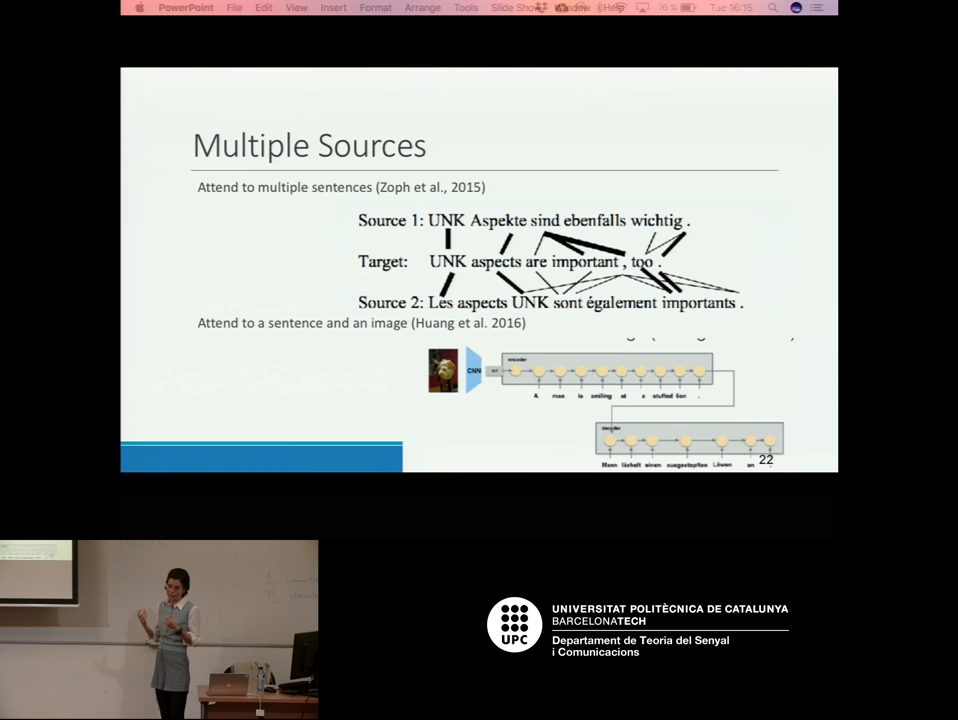 PowerPoint File Edit View Insert Format Arrange Tools Slide Show Window Help 76 % Tue 16:15
Multiple Sources
Attend to multiple sentences (Zoph et al., 2015)
Source 1: UNK Aspekte sind ebenfalls wichtig .
Target: UNK aspects are important , too .
Source 2: Les aspects UNK sont également importants .
Attend to a sentence and an image (Huang et al. 2016)
CNN
encoder
A man is smiling at a stuffed lion .
decoder
Mann lächelt einen ausgestopften Löwen an .
22
UPC
UNIVERSITAT POLITÈCNICA DE CATALUNYA
BARCELONATECH
Departament de Teoria del Senyal
i Comunicacions